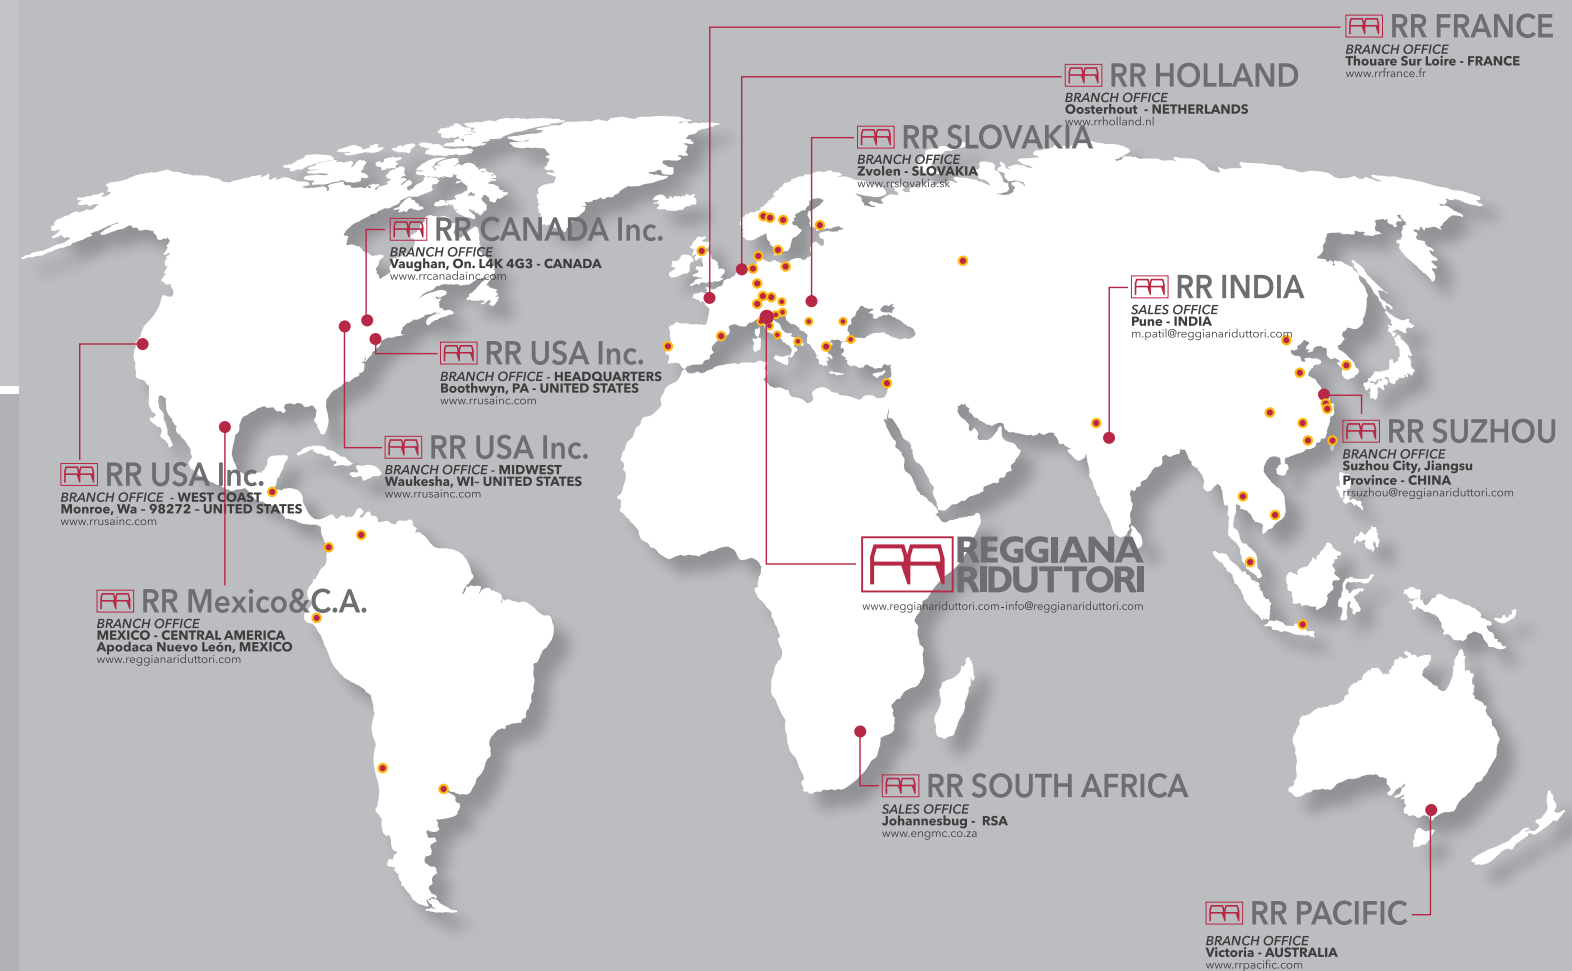 RR FRANCE
BRANCH OFFICE
Thouare Sur Loire - FRANCE
www.rrfrance.fr
RR HOLLAND
BRANCH OFFICE
Oosterhout - NETHERLANDS
www.rrholland.nl
RR SLOVAKIA
BRANCH OFFICE
Zvolen - SLOVAKIA
www.rrslovakia.sk
RR CANADA Inc.
BRANCH OFFICE
Vaughan, On. L4K 4G3 - CANADA
www.rrcanadainc.com
RR INDIA
SALES OFFICE
Pune - INDIA
m.patil@reggianariduttori.com
RR USA Inc.
BRANCH OFFICE - HEADQUARTERS
Boothwyn, PA - UNITED STATES
www.rrusainc.com
RR USA Inc.
BRANCH OFFICE - MIDWEST
Waukesha, WI- UNITED STATES
www.rrusainc.com
RR USA Inc.
BRANCH OFFICE - WEST COAST
Monroe, Wa – 98272 – UNITED STATES
www.rrusainc.com
RR SUZHOU
BRANCH OFFICE
Suzhou City, Jiangsu
Province - CHINA
rrsuzhou@reggianariduttori.com
REGGIANA
RIDUTTORI
www.reggianariduttori.com-info@reggianariduttori.com
RR Mexico&C.A.
BRANCH OFFICE
MEXICO - CENTRAL AMERICA
Apodaca Nuevo León, MEXICO
www.reggianariduttori.com
RR SOUTH AFRICA
SALES OFFICE
Johannesbug - RSA
www.engmc.co.za
RR PACIFIC
BRANCH OFFICE
Victoria - AUSTRALIA
www.rrpacific.com